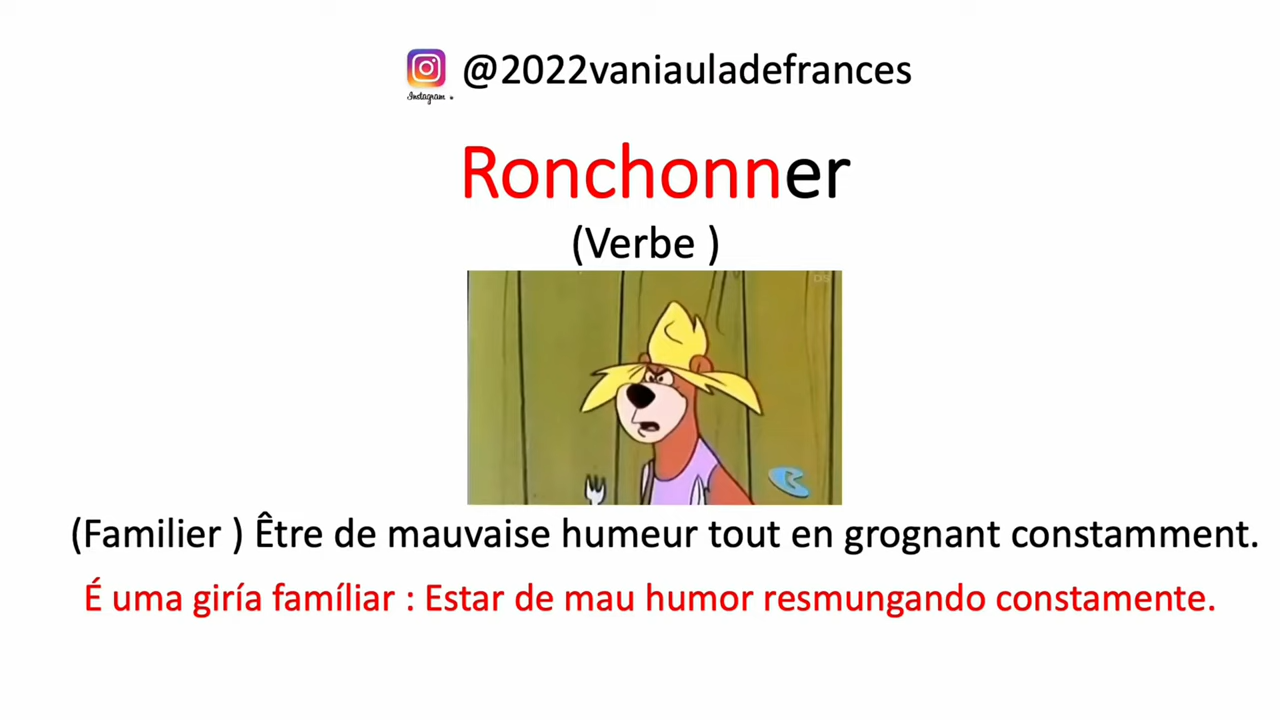 @2022vaniauladefrances
Instagram
Ronchonner
(Verbe )
(Familier ) Être de mauvaise humeur tout en grognant constamment.
É uma giría famíliar : Estar de mau humor resmungando constamente.